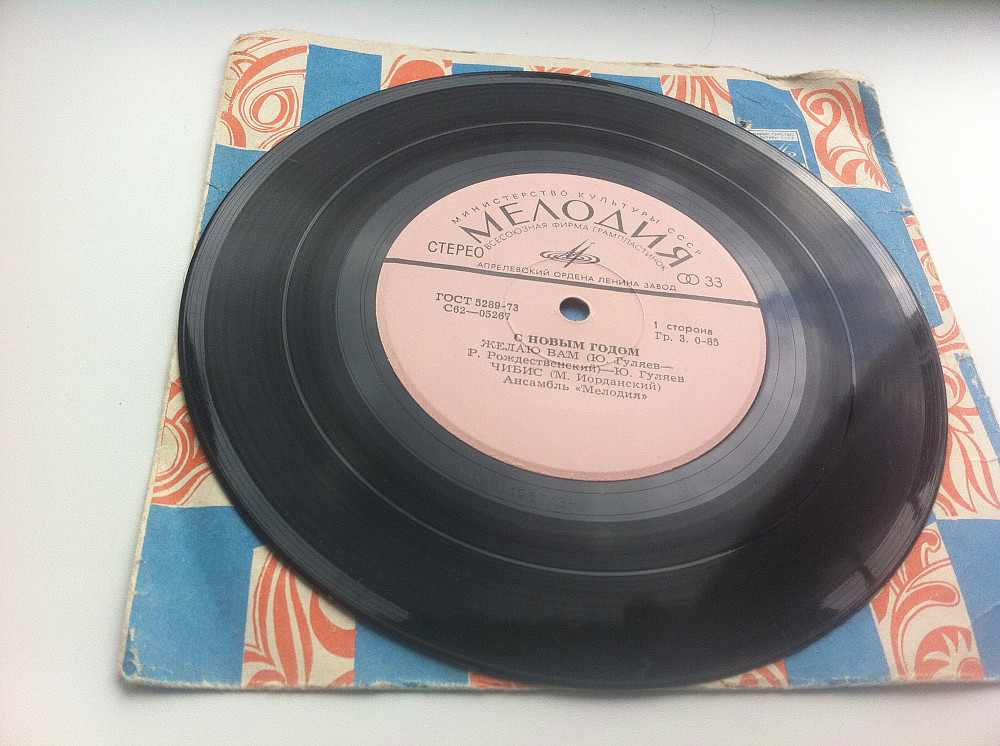 МИНИСТЕРСТВО КУЛЬТУРЫ СССР
МЕЛОДИЯ
ВСЕСОЮЗНАЯ ФИРМА ГРАМПЛАСТИНОК
СТЕРЕО
33
АПРЕЛЕВСКИЙ ОРДЕНА ЛЕНИНА ЗАВОД
ГОСТ 5289-73
С62—05267
1 сторона
Гр. 3. 0-85
С НОВЫМ ГОДОМ
ЖЕЛАЮ ВАМ (Ю. Гуляев—
Р. Рождественский)—Ю. Гуляев
ЧИБИС (М. Иорданский)
Ансамбль «Мелодия»